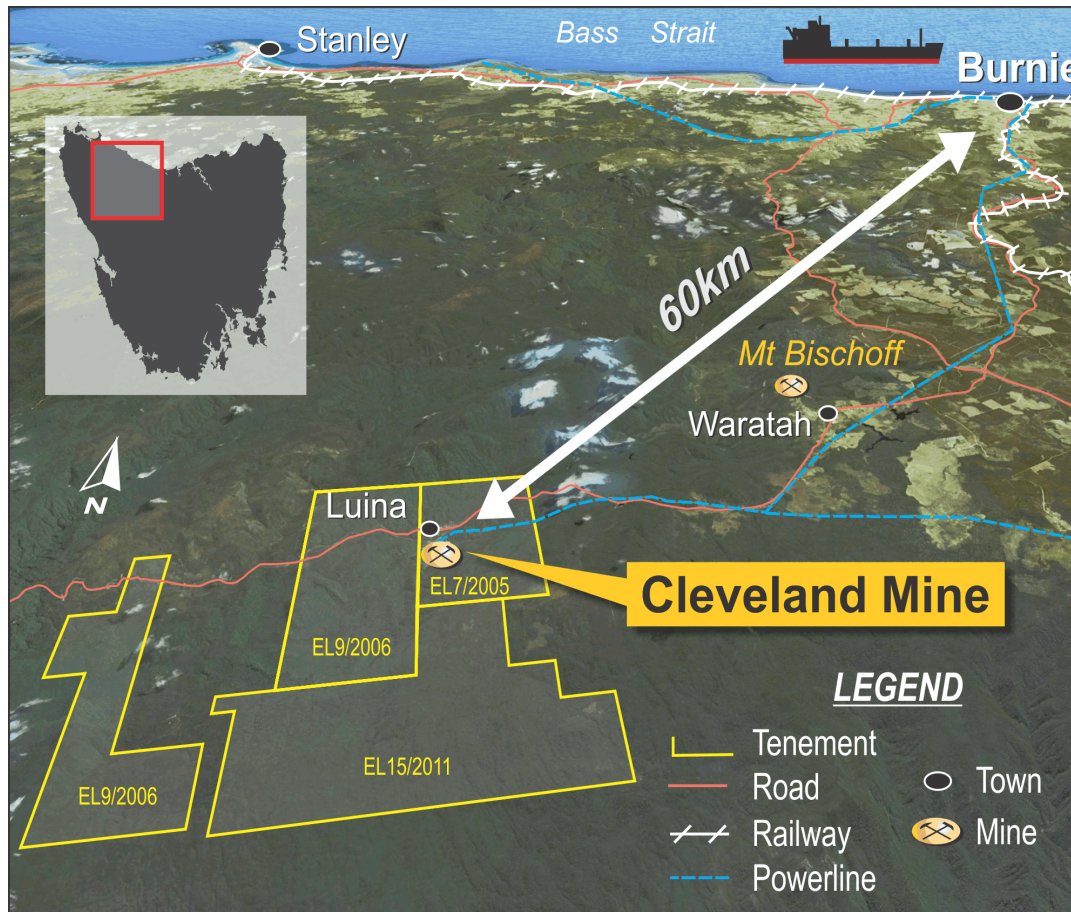 Stanley
Bass Strait
Burnie
60km
Mt Bischoff
Waratah
N
Luina
EL7/2005
Cleveland Mine
EL9/2006
EL15/2011
EL9/2006
LEGEND
Tenement
Road
Railway
Powerline
Town
Mine